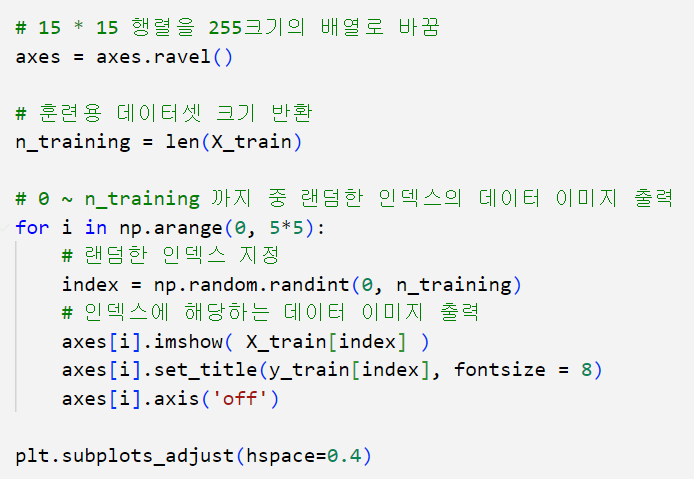 # 15 * 15 행렬을 255크기의 배열로 바꿈
axes = axes.ravel()
# 훈련용 데이터셋 크기 반환
n_training = len(X_train)
# 0 ~ n_training 까지 중 랜덤한 인덱스의 데이터 이미지 출력
for i in np.arange(0, 5*5):
# 랜덤한 인덱스 지정
index = np.random.randint(0, n_training)
# 인덱스에 해당하는 데이터 이미지 출력
axes[i].imshow( X_train[index] )
axes[i].set_title(y_train[index], fontsize = 8)
axes[i].axis('off')
plt.subplots_adjust(hspace=0.4)